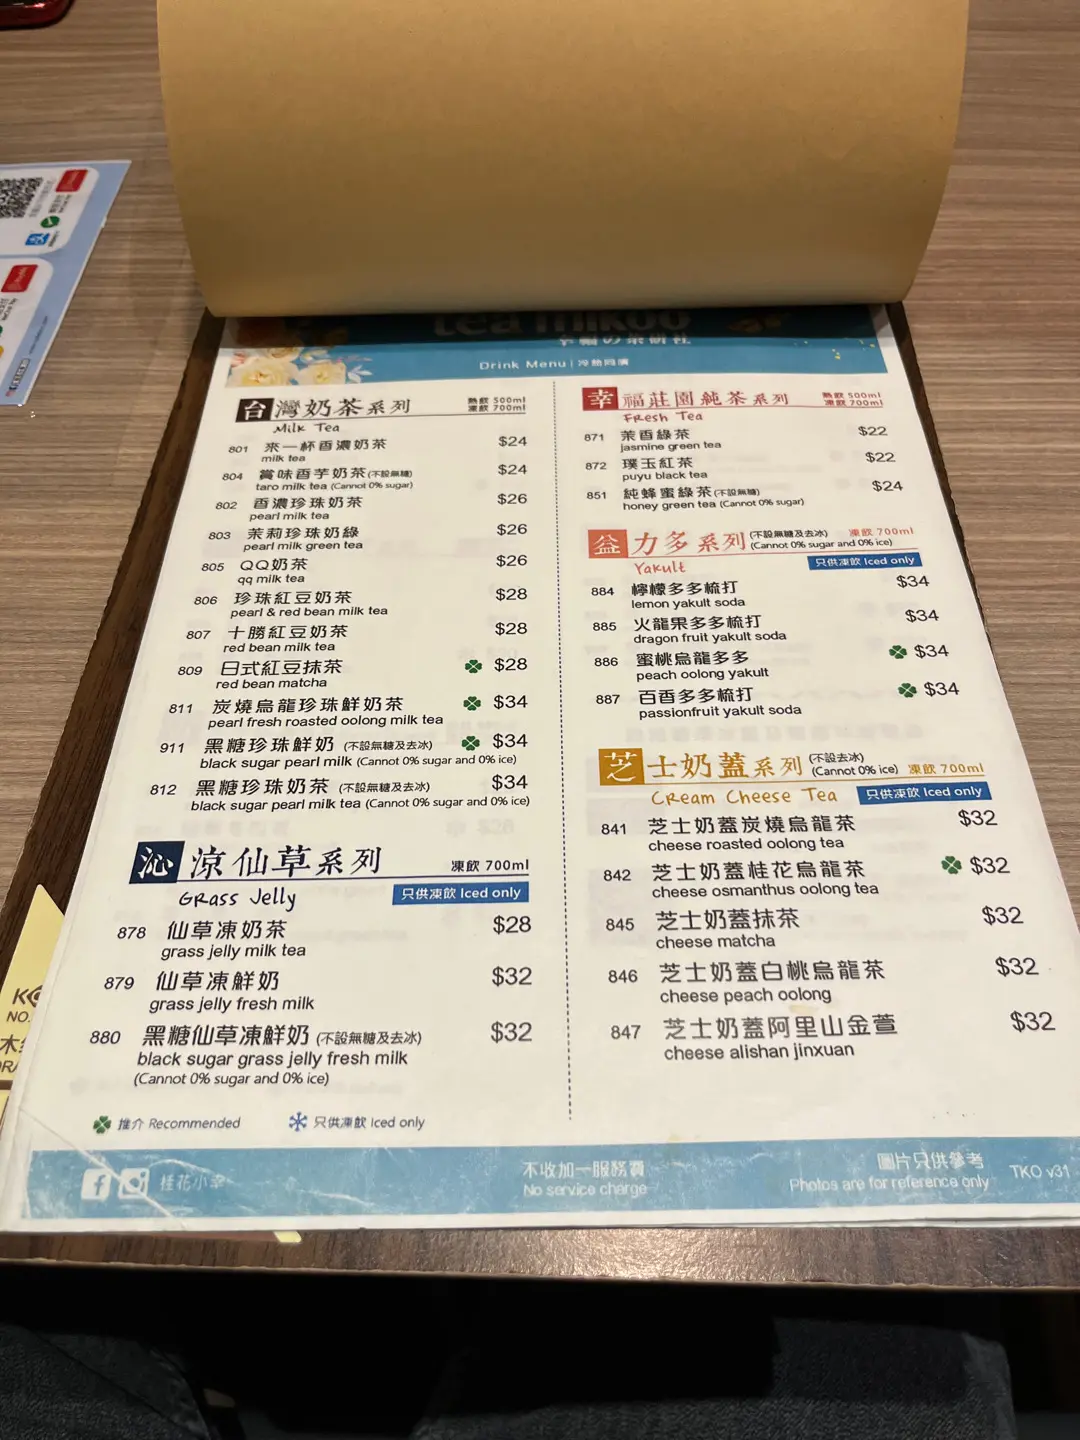 tea mikoo
幸福の茶餅社
Drink Menu | 冷熱同價
台灣奶茶系列
熱飲 500ml
凍飲 700ml
Milk Tea
801 來一杯香濃奶茶 $24
milk tea
804 賞味香芋奶茶(不設無糖) $24
taro milk tea (Cannot 0% sugar)
802 香濃珍珠奶茶 $26
pearl milk tea
803 茉莉珍珠奶綠 $26
pearl milk green tea
805 QQ奶茶 $26
qq milk tea
806 珍珠紅豆奶茶 $28
pearl & red bean milk tea
807 十勝紅豆奶茶 $28
red bean milk tea
809 日式紅豆抹茶 $28
red bean matcha
811 炭燒烏龍珍珠鮮奶茶 $34
pearl fresh roasted oolong milk tea
911 黑糖珍珠鮮奶 (不設無糖及去冰) $34
black sugar pearl milk (Cannot 0% sugar and 0% ice)
812 黑糖珍珠奶茶 (不設無糖及去冰) $34
black sugar pearl milk tea (Cannot 0% sugar and 0% ice)
沁涼仙草系列 凍飲 700ml
Grass Jelly 只供凍飲 Iced only
878 仙草凍奶茶 $28
grass jelly milk tea
879 仙草凍鮮奶 $32
grass jelly fresh milk
880 黑糖仙草凍鮮奶 (不設無糖及去冰) $32
black sugar grass jelly fresh milk
(Cannot 0% sugar and 0% ice)
推介 Recommended 只供凍飲 Iced only
幸福莊園純茶系列
熱飲 500ml
凍飲 700ml
Fresh Tea
871 茉香綠茶 $22
jasmine green tea
872 璞玉紅茶 $22
puyu black tea
851 純蜂蜜綠茶(不設無糖) $24
honey green tea (Cannot 0% sugar)
益力多系列 (不設無糖及去冰) 凍飲 700ml
(Cannot 0% sugar and 0% ice)
Yakult 只供凍飲 Iced only
884 檸檬多多梳打 $34
lemon yakult soda
885 火龍果多多梳打 $34
dragon fruit yakult soda
886 蜜桃烏龍多多 $34
peach oolong yakult
887 百香多多梳打 $34
passionfruit yakult soda
芝士奶蓋系列 (不設去冰)
(Cannot 0% ice) 凍飲 700ml
Cream Cheese Tea 只供凍飲 Iced only
841 芝士奶蓋炭燒烏龍茶 $32
cheese roasted oolong tea
842 芝士奶蓋桂花烏龍茶 $32
cheese osmanthus oolong tea
845 芝士奶蓋抹茶 $32
cheese matcha
846 芝士奶蓋白桃烏龍茶 $32
cheese peach oolong
847 芝士奶蓋阿里山金萱 $32
cheese alishan jinxuan
桂花小幸
不收加一服務費
No service charge
圖片只供參考
Photos are for reference only
TKO v31